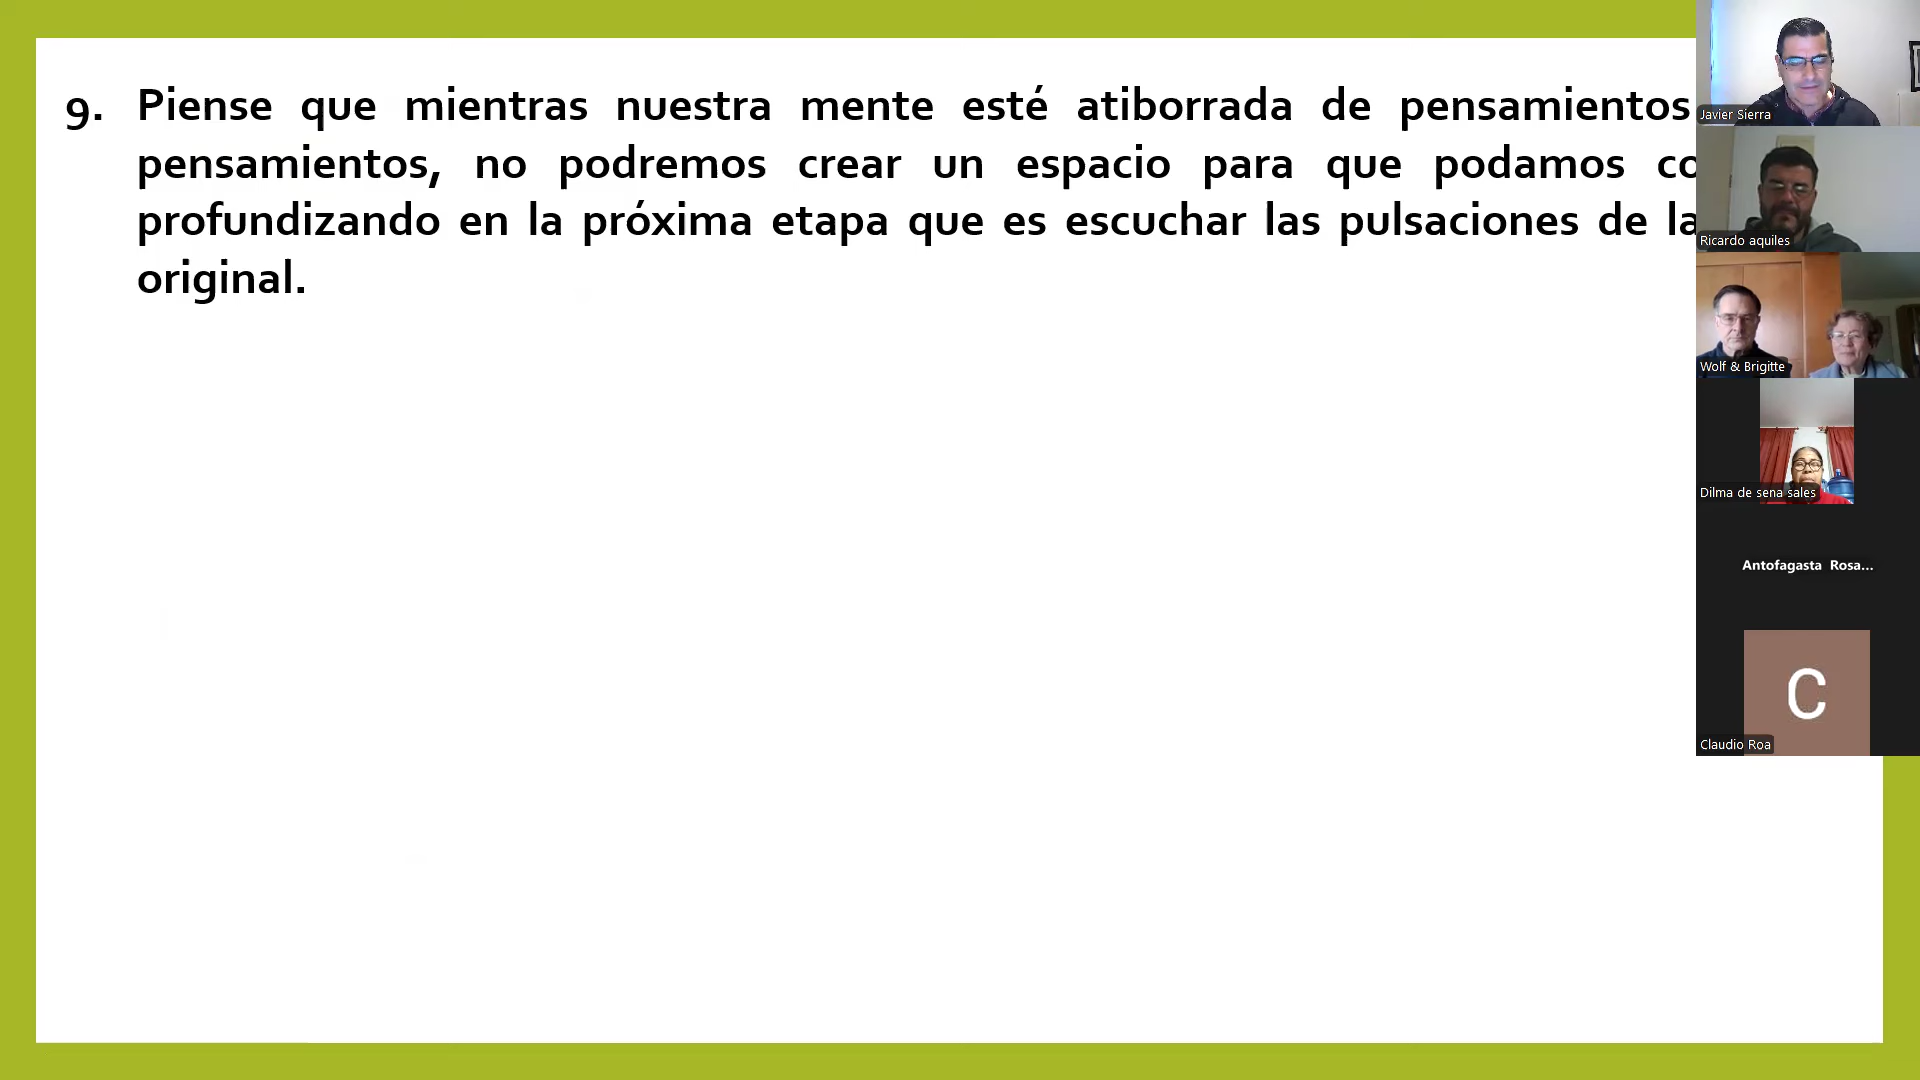 9. Piense que mientras nuestra mente esté atiborrada de pensamientos
pensamientos, no podremos crear un espacio para que podamos co
profundizando en la próxima etapa que es escuchar las pulsaciones de la
original.
Javier Sierra
Ricardo aquiles
Wolf & Brigitte
Dilma de sena sales
Antofagasta Rosa...
C
Claudio Roa